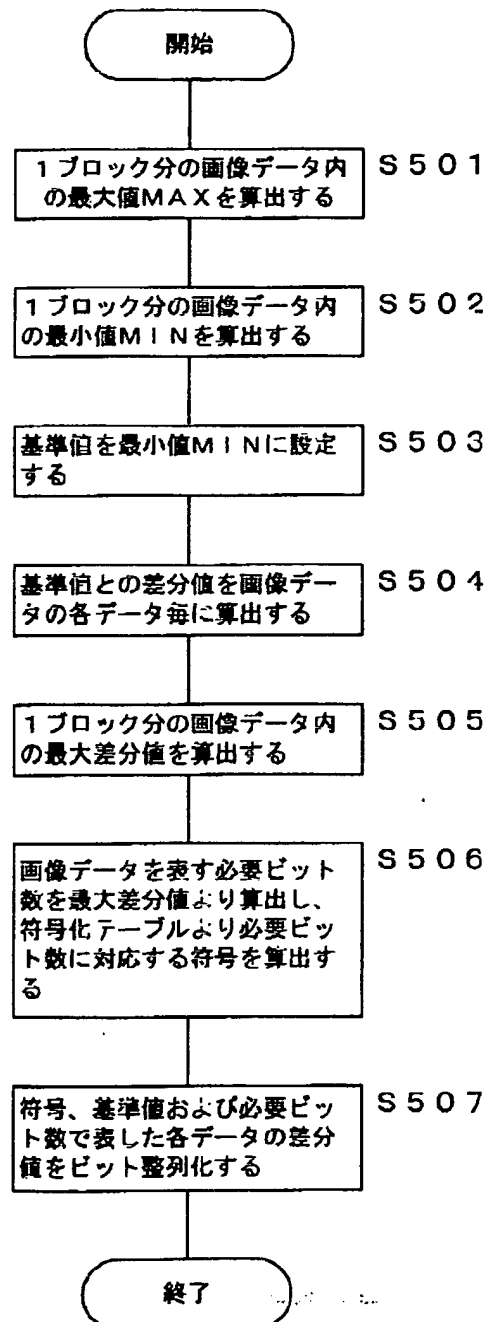 開始
1ブロック分の画像データ内
の最大値MAXを算出する
S501
1ブロック分の画像データ内
の最小値MINを算出する
S502
基準値を最小値MINに設定
する
S503
基準値との差分値を画像デー
タの各データ毎に算出する
S504
1ブロック分の画像データ内
の最大差分値を算出する
S505
画像データを表す必要ビット
数を最大差分値より算出し、
符号化テーブルより必要ビッ
ト数に対応する符号を算出す
る
S506
符号、基準値および必要ビッ
ト数で表した各データの差分
値をビット整列化する
S507
終了